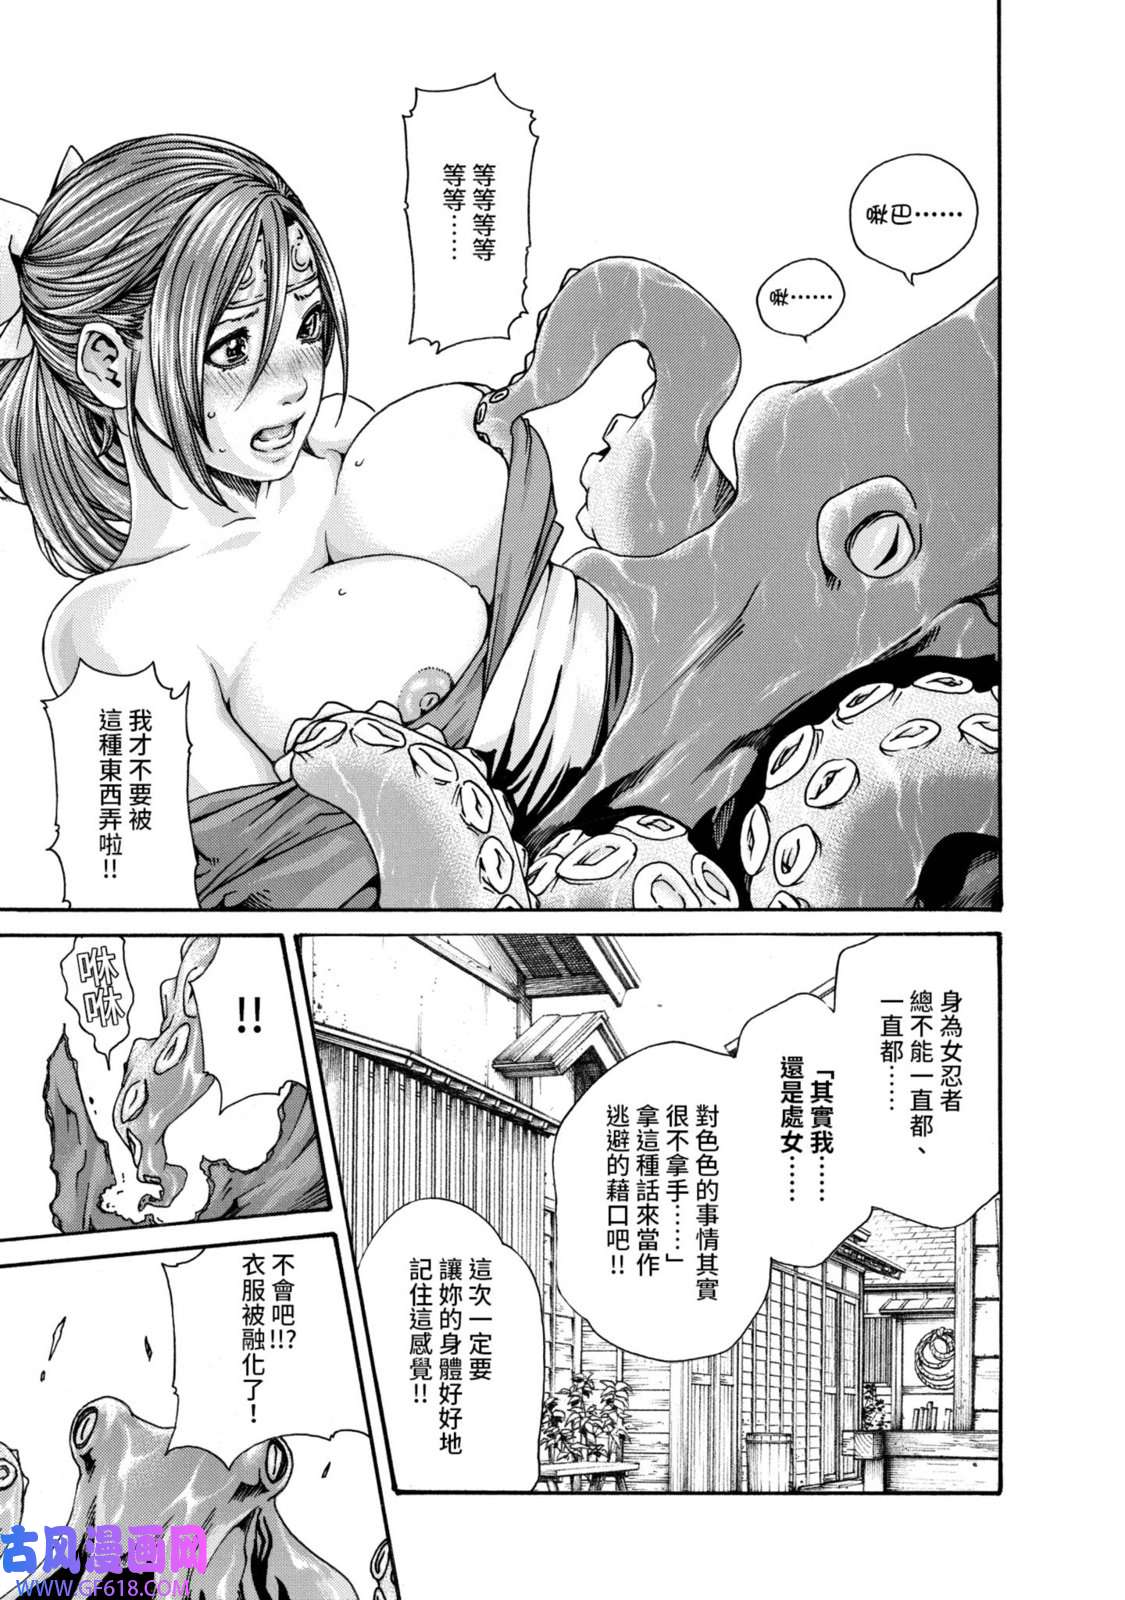 嘿……巴
嘿……
等等等等
等等……
我才不要被
這種東西弄啦!!
身為女忍者
總不能一直都、
一直都……
「其實我……
還是處女……
對色色的事情其實
很不拿手……」
拿這種話來當作
逃避的藉口吧!!
這次一定要
讓妳的身體好好地
記住這感覺!!
!!
咻咻
不會吧!!?
衣服被融化了!
古风漫画网
WWW.GF618.COM